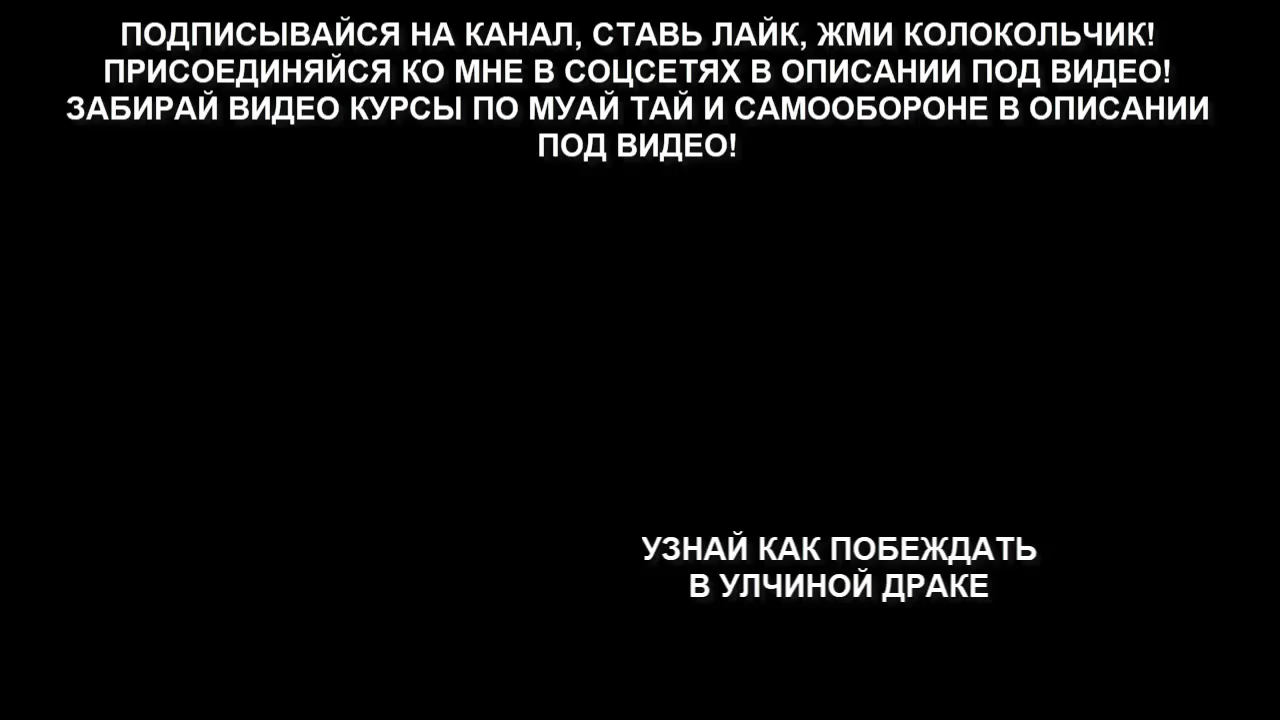 ПОДПИСЫВАЙСЯ НА КАНАЛ, СТАВЬ ЛАЙК, ЖМИ КОЛОКОЛЬЧИК!
ПРИСОЕДИНЯЙСЯ КО МНЕ В СОЦСЕТЯХ В ОПИСАНИИ ПОД ВИДЕО!
ЗАБИРАЙ ВИДЕО КУРСЫ ПО МУАЙ ТАЙ И САМООБОРОНЕ В ОПИСАНИИ
ПОД ВИДЕО!
УЗНАЙ КАК ПОБЕЖДАТЬ
В УЛЧИНОЙ ДРАКЕ